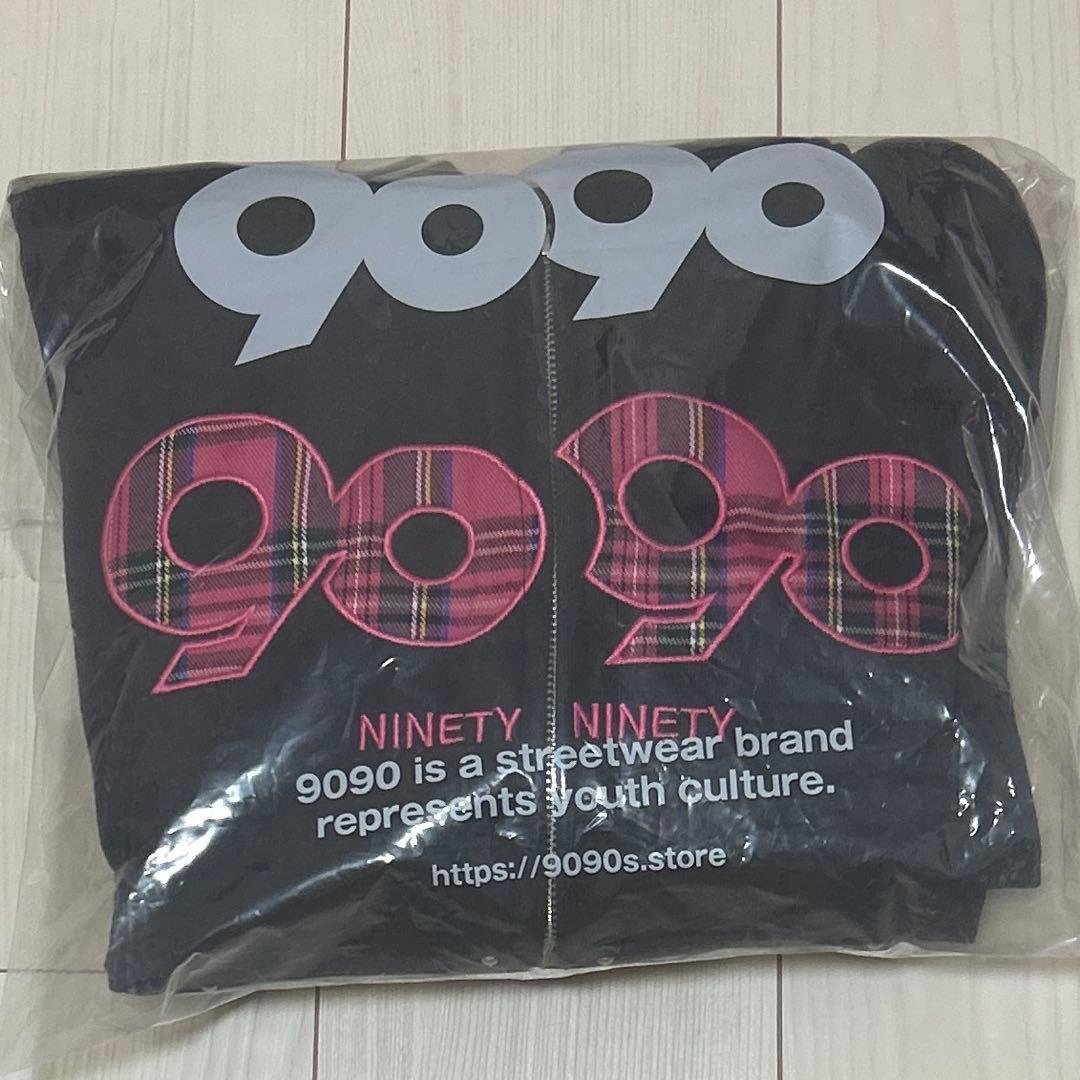 9090
9090
NINETY NINETY
9090 is a streetwear brand
represents youth culture.
https://9090s.store